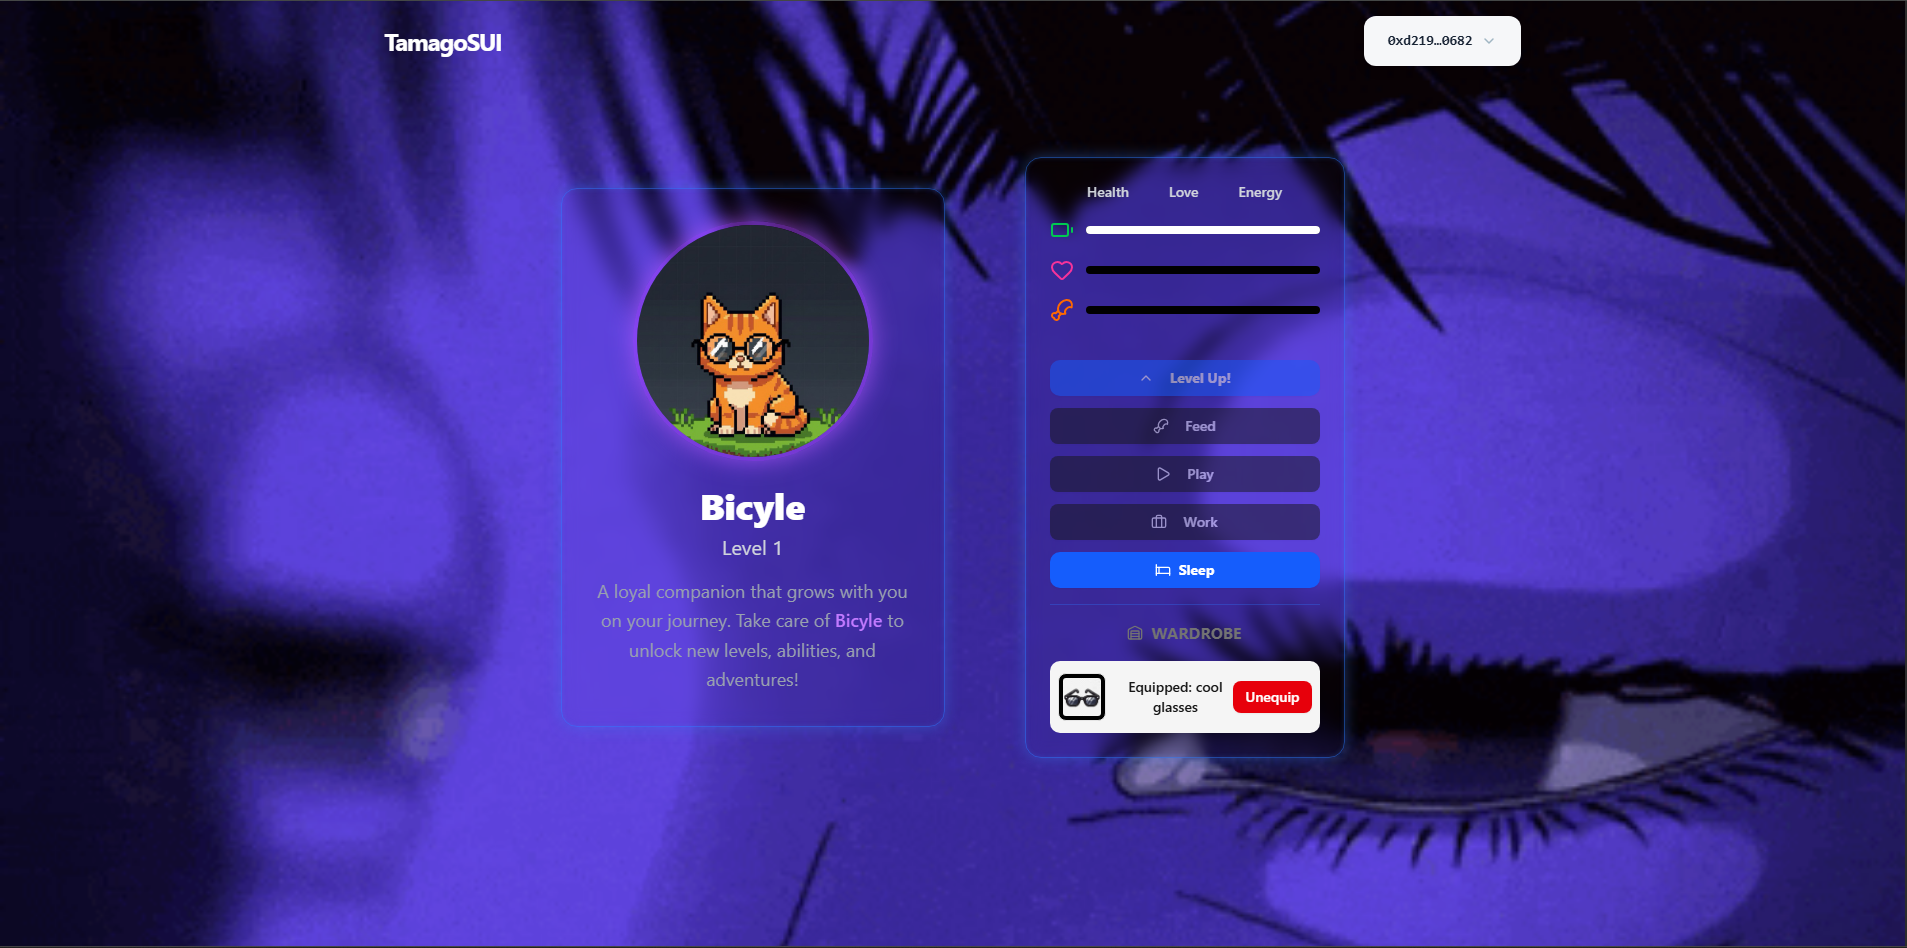 TamagoSUI
0xd219…0682
Bicyle
Level 1
A loyal companion that grows with you
on your journey. Take care of Bicyle to
unlock new levels, abilities, and
adventures!
Health Love Energy
Level Up!
Feed
Play
Work
Sleep
WARDROBE
Equipped: cool
glasses
Unequip